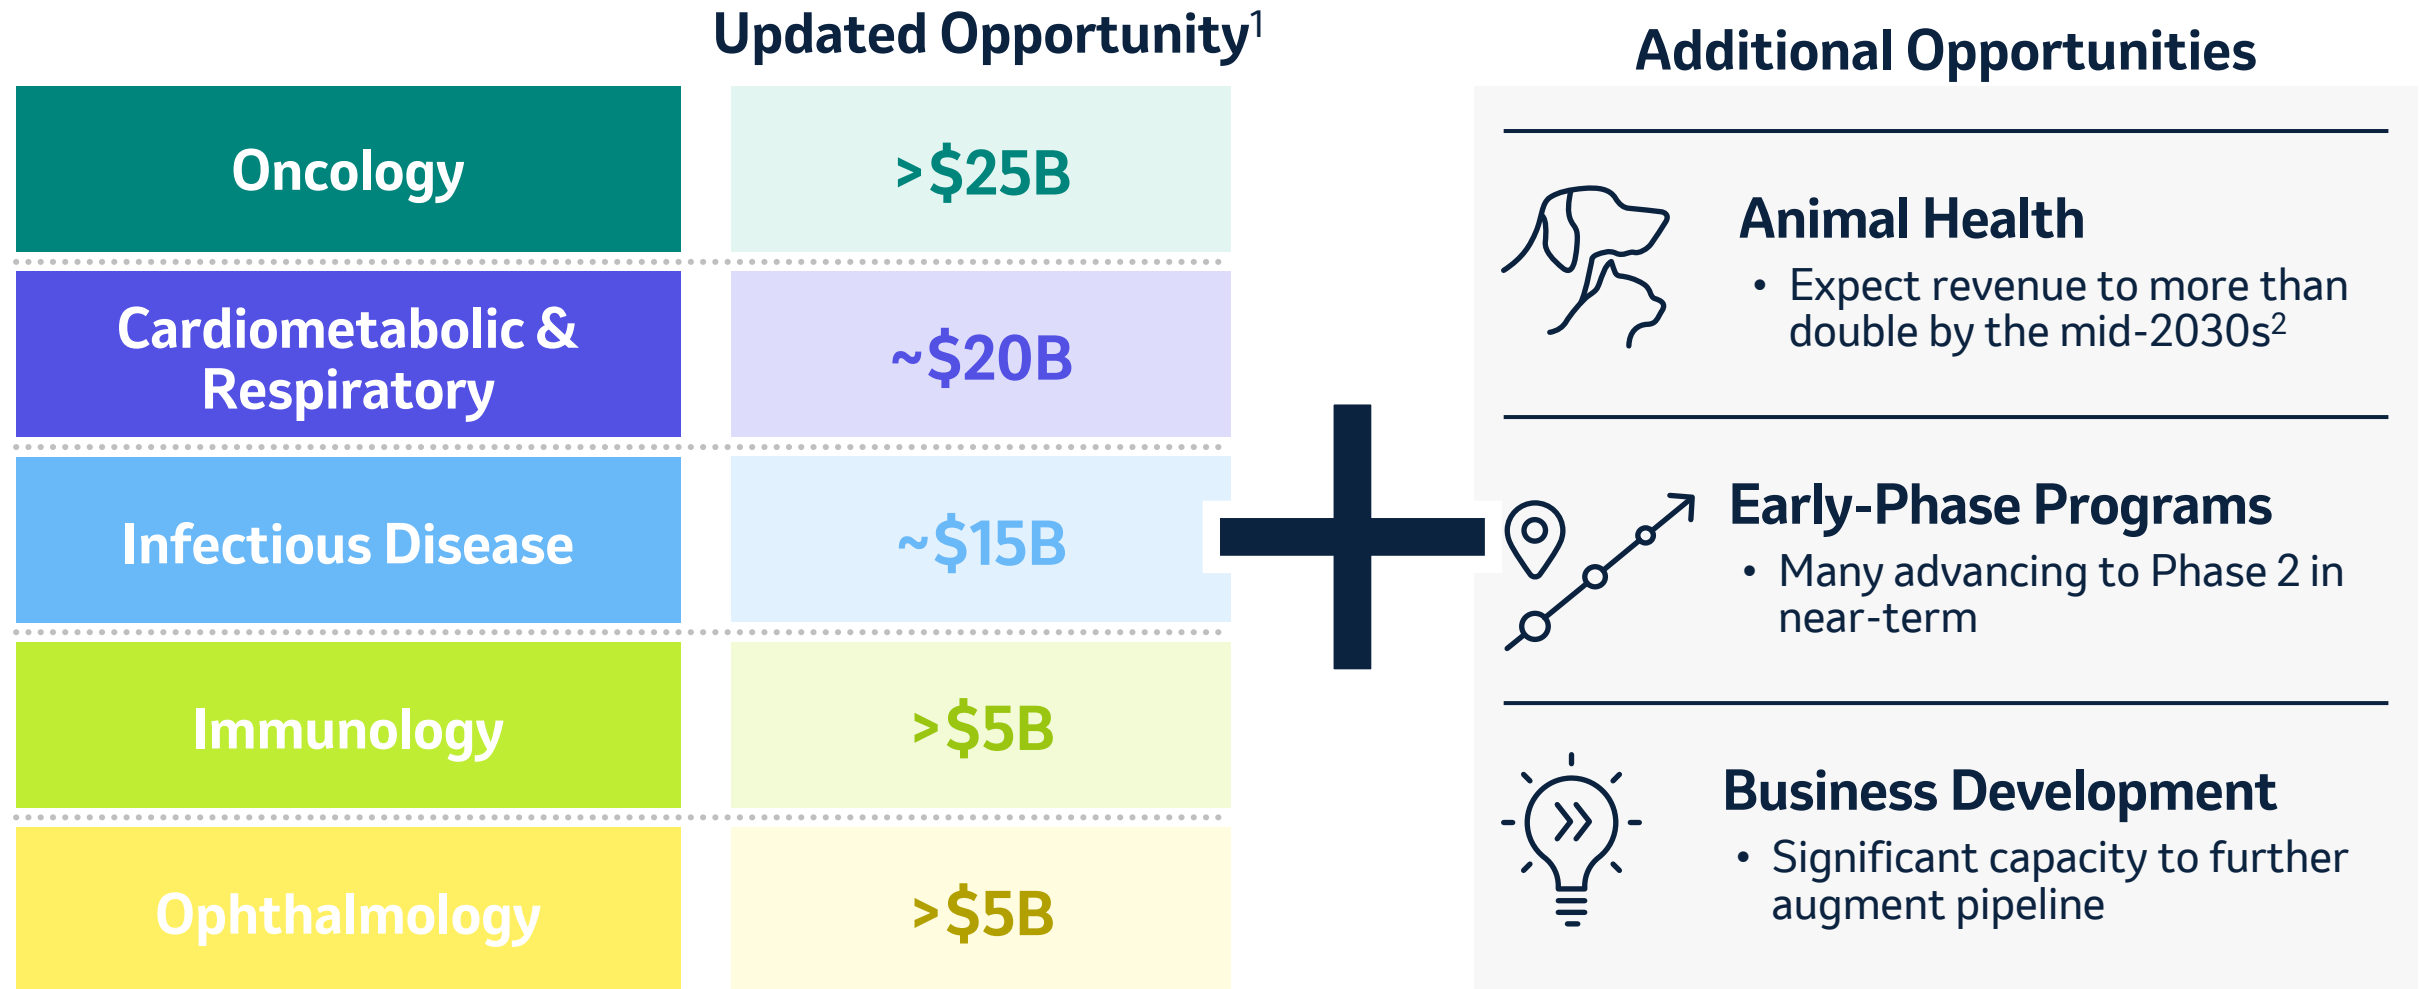 Updated Opportunity¹
Oncology
>$25B
Cardiometabolic &
Respiratory
~$20B
Infectious Disease
~$15B
Immunology
>$5B
Ophthalmology
>$5B
Additional Opportunities
Animal Health
• Expect revenue to more than
double by the mid-2030s²
Early-Phase Programs
• Many advancing to Phase 2 in
near-term
Business Development
• Significant capacity to further
augment pipeline